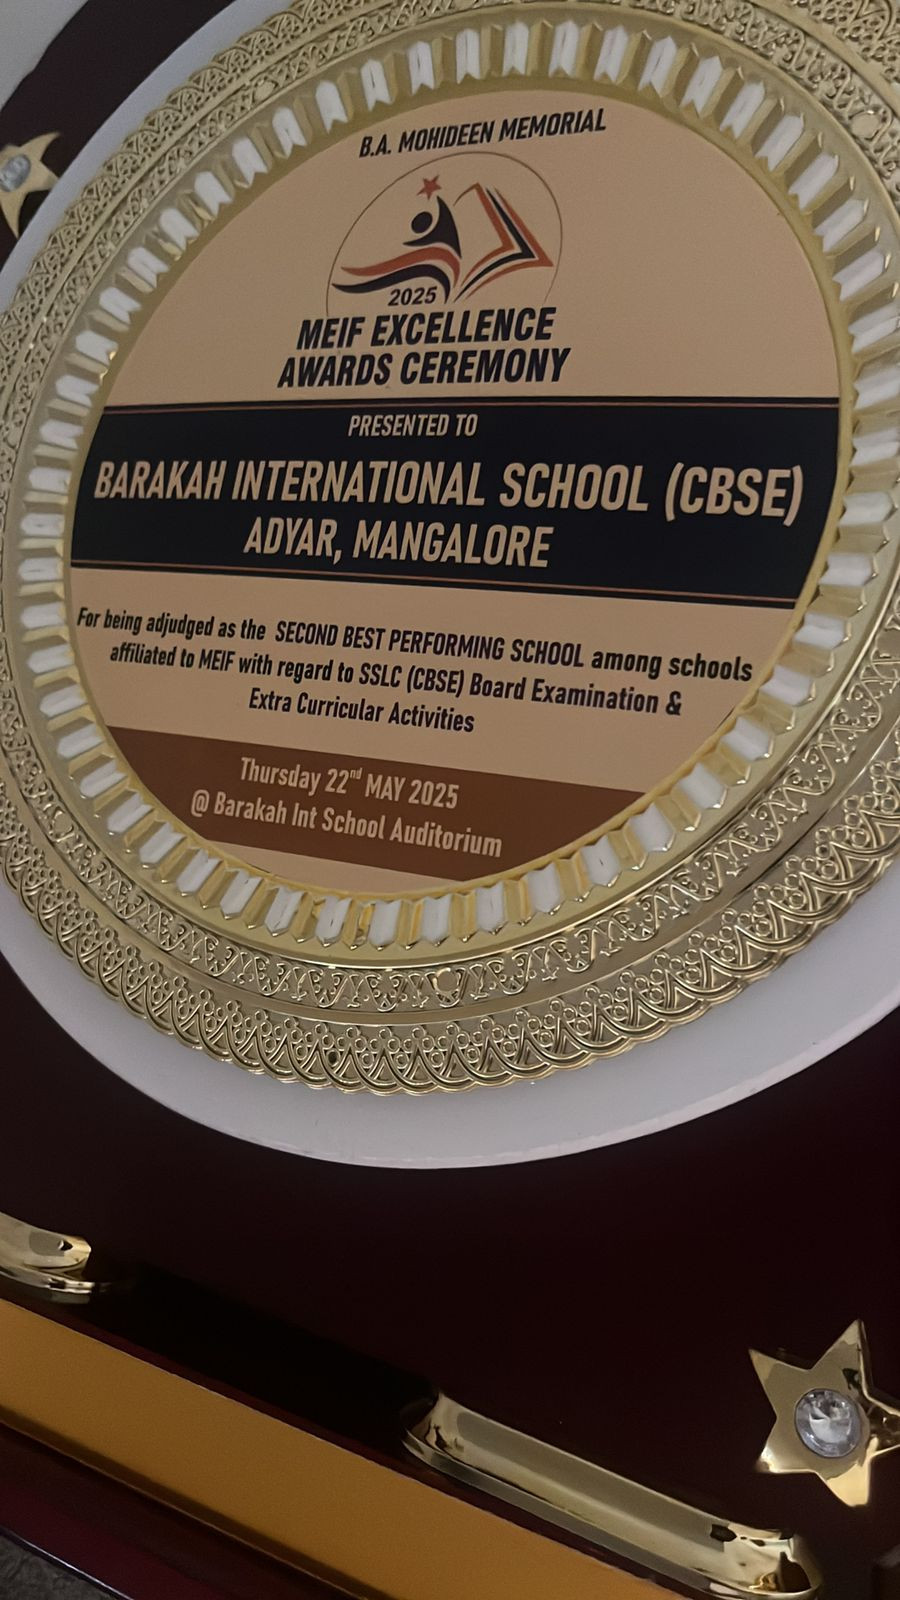 B.A. MOHIDEEN MEMORIAL
2025
MEIF EXCELLENCE
AWARDS CEREMONY
PRESENTED TO
BARAKAH INTERNATIONAL SCHOOL (CBSE)
ADYAR, MANGALORE
For being adjudged as the SECOND BEST PERFORMING SCHOOL among schools
affiliated to MEIF with regard to SSLC (CBSE) Board Examination &
Extra Curricular Activities
Thursday 22nd MAY 2025
@ Barakah Int School Auditorium